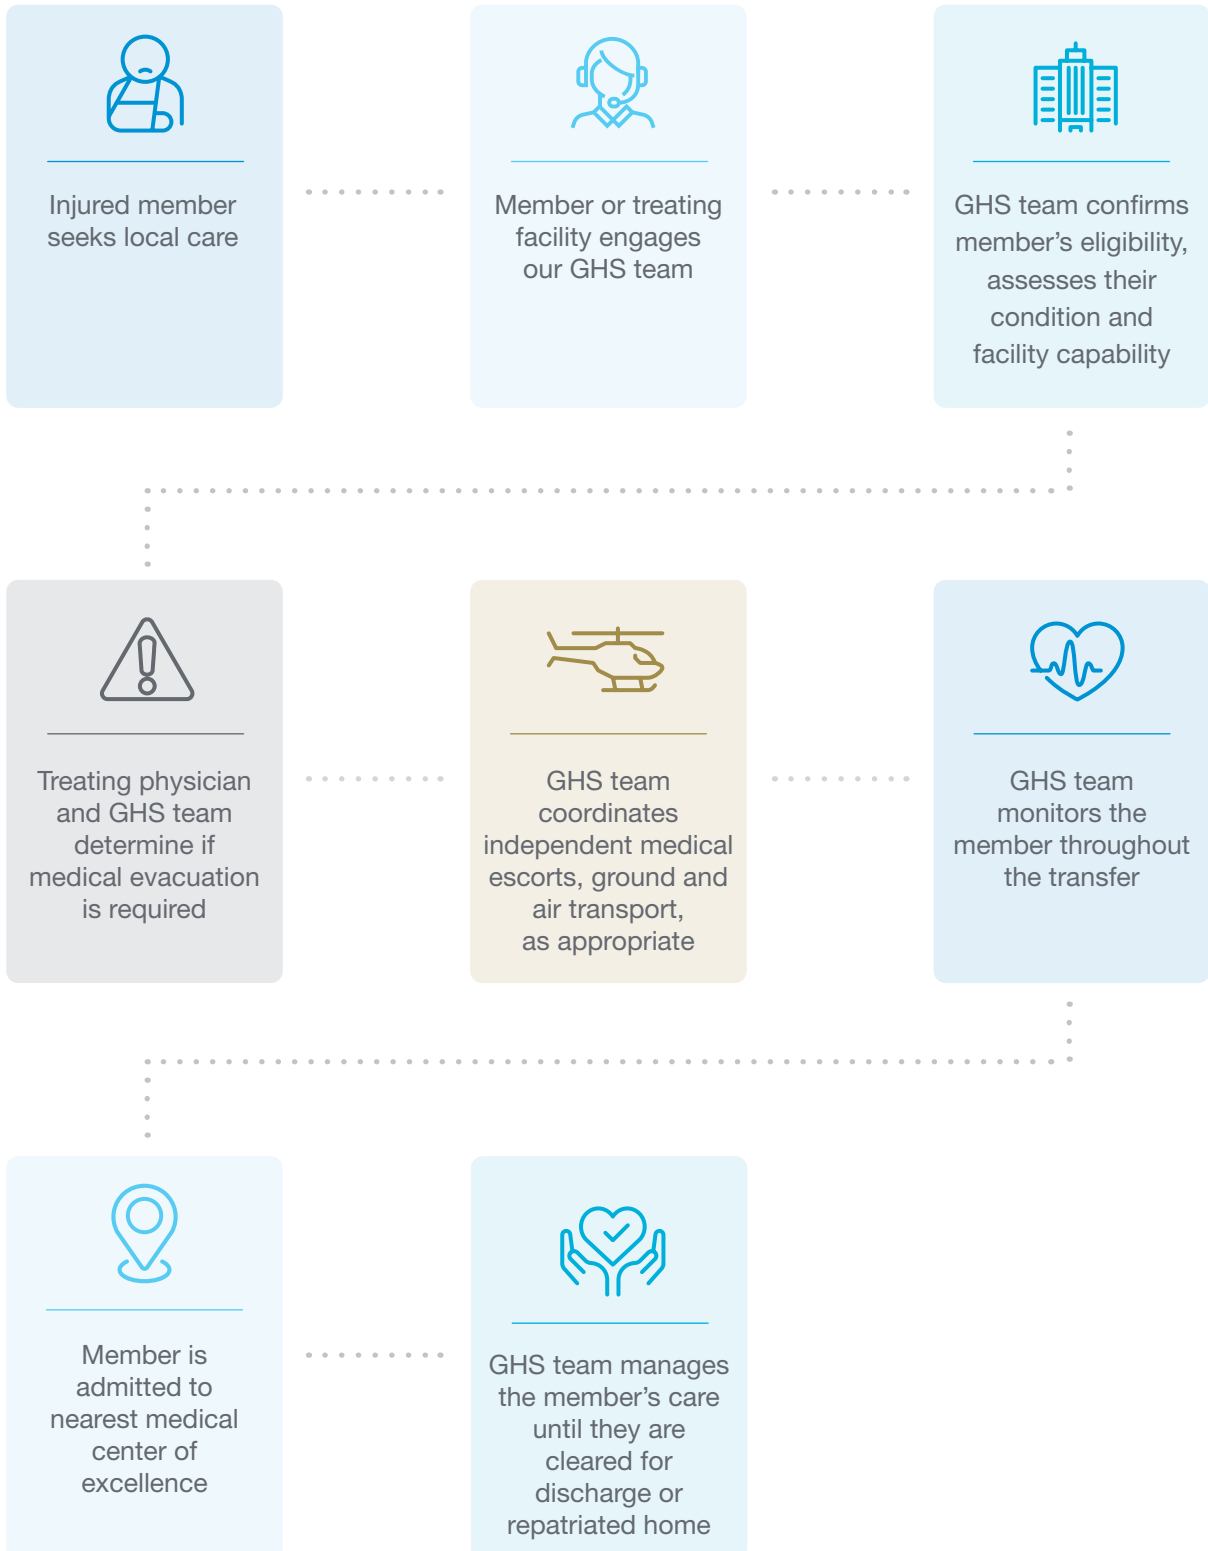 Injured member
seeks local care
Member or treating
facility engages
our GHS team
GHS team confirms
member's eligibility,
assesses their
condition and
facility capability
Treating physician
and GHS team
determine if
medical evacuation
is required
GHS team
coordinates
independent medical
escorts, ground and
air transport,
as appropriate
GHS team
monitors the
member throughout
the transfer
Member is
admitted to
nearest medical
center of
excellence
GHS team manages
the member's care
until they are
cleared for
discharge or
repatriated home